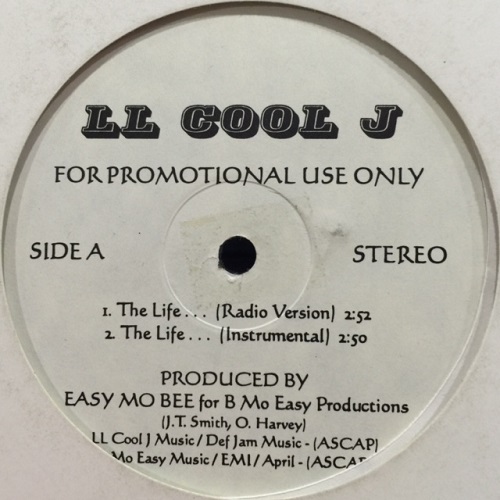 LL COOL J
FOR PROMOTIONAL USE ONLY
SIDE A
STEREO
1. The Life . . . (Radio Version) 2:52
2. The Life . . . (Instrumental) 2:50
PRODUCED BY
EASY MO BEE for B Mo Easy Productions
(J.T. Smith, O. Harvey)
LL Cool J Music / Def Jam Music - (ASCAP)
Mo Easy Music / EMI / April - (ASCAP